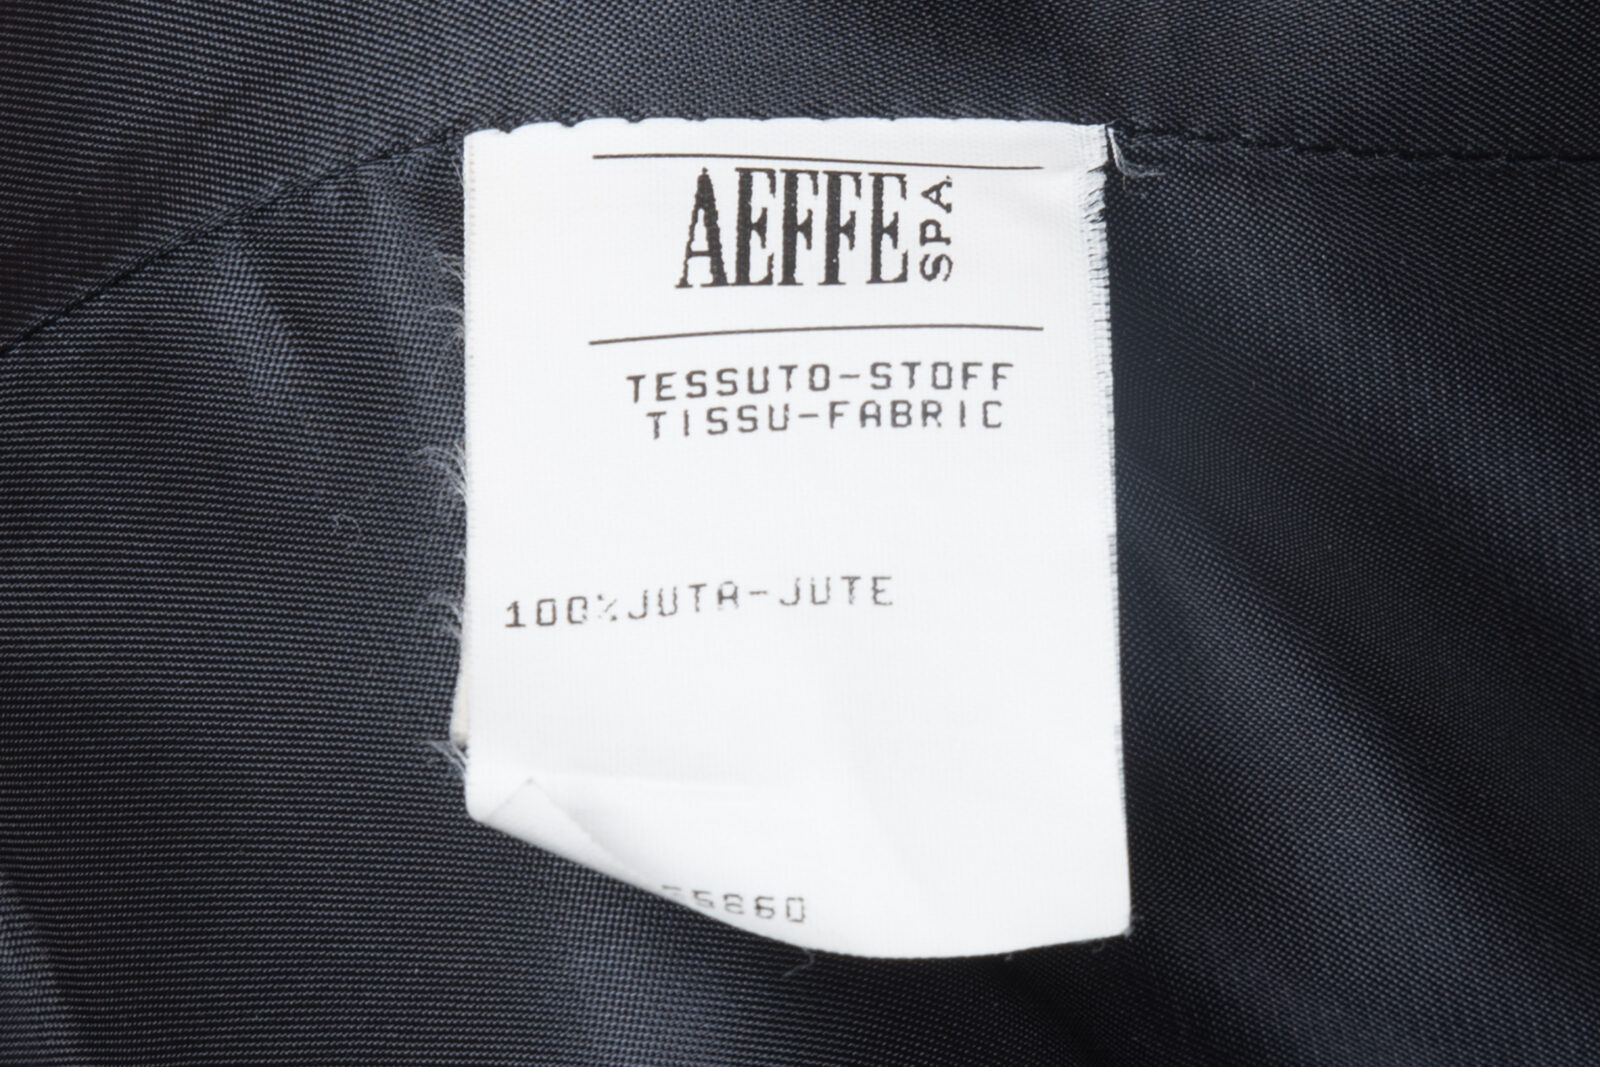 AEFFE SPA
TESSUTO-STOFF
TISSU-FABRIC
100%JUTA-JUTE